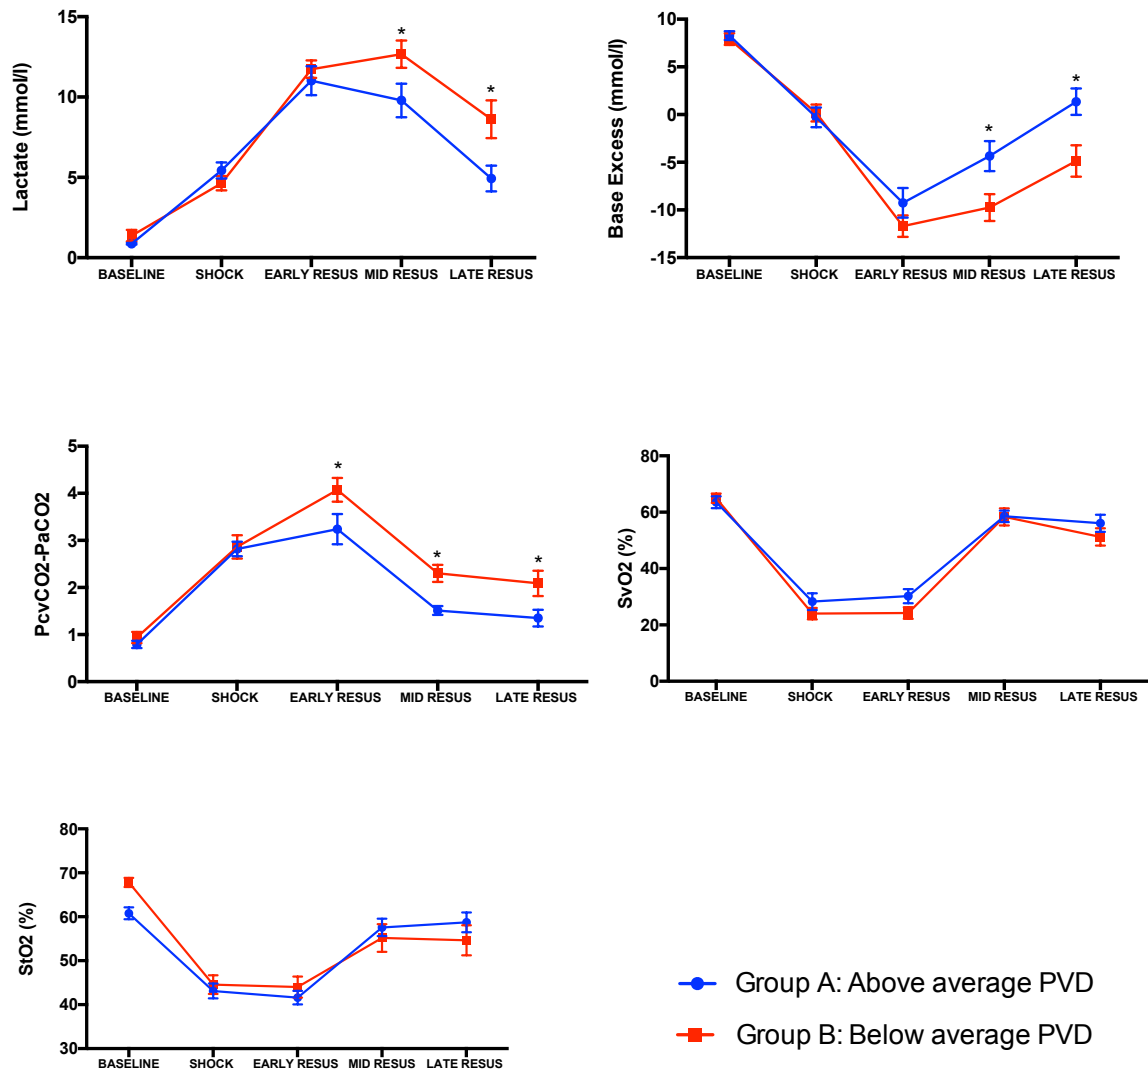 15
10
5
0
Lactate (mmol/l)
*
*
BASELINE SHOCK EARLY RESUS MID RESUS LATE RESUS
10
5
0
-5
-10
-15
Base Excess (mmol/l)
*
*
BASELINE SHOCK EARLY RESUS MID RESUS LATE RESUS
5
4
3
2
1
0
PcvCO2-PaCO2
*
*
*
BASELINE SHOCK EARLY RESUS MID RESUS LATE RESUS
80
60
40
20
0
SvO2 (%)
BASELINE SHOCK EARLY RESUS MID RESUS LATE RESUS
80
70
60
50
40
30
StO2 (%)
BASELINE SHOCK EARLY RESUS MID RESUS LATE RESUS
Group A: Above average PVD
Group B: Below average PVD